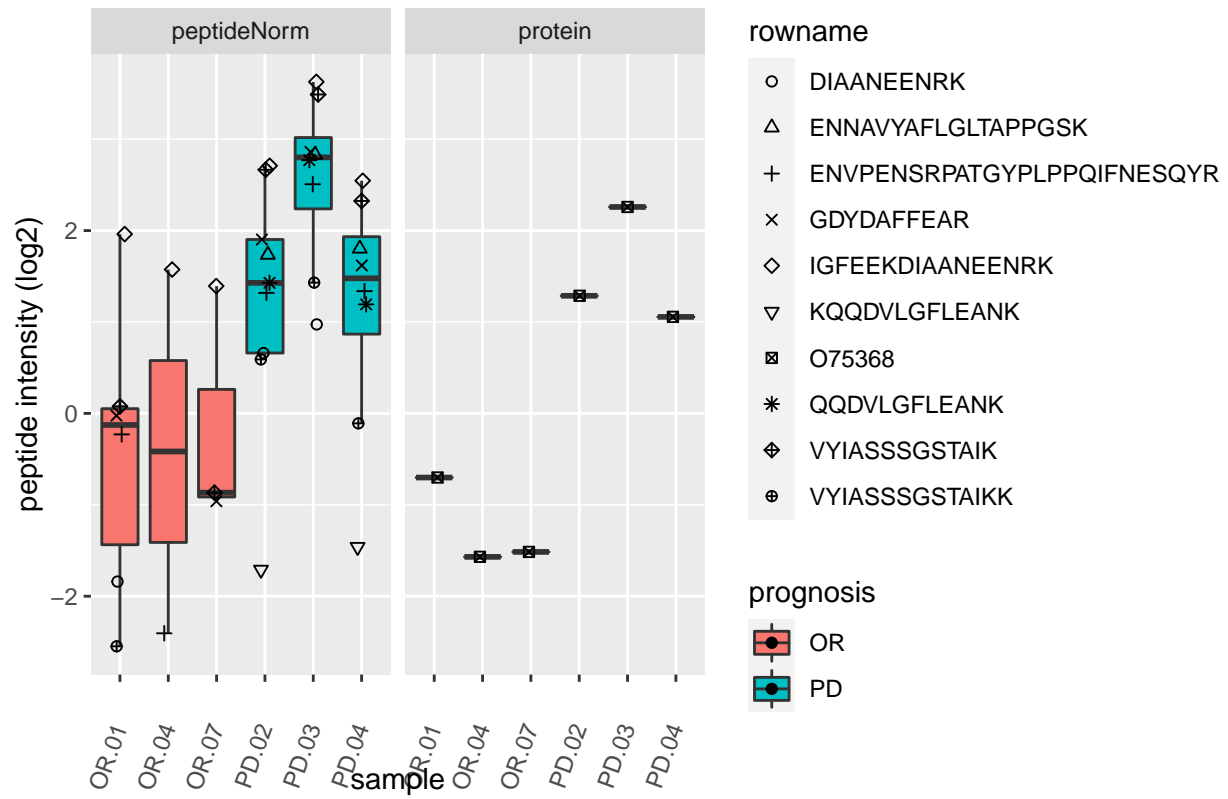 peptideNorm
protein
peptide intensity (log2)
2
0
−2
OR.01
OR.04
OR.07
PD.02
PD.03
PD.04
OR.01
OR.04
OR.07
PD.02
PD.03
PD.04
sample
rowname
DIAANEENRK
ENNAVYAFLGLTAPPGSK
ENVPENSRPATGYPLPPQIFNESQYR
GDYDAFFEAR
IGFEEKDIAANEENRK
KQQDVLGFLEANK
O75368
QQDVLGFLEANK
VYIASSSGSTAIK
VYIASSSGSTAIKK
prognosis
OR
PD